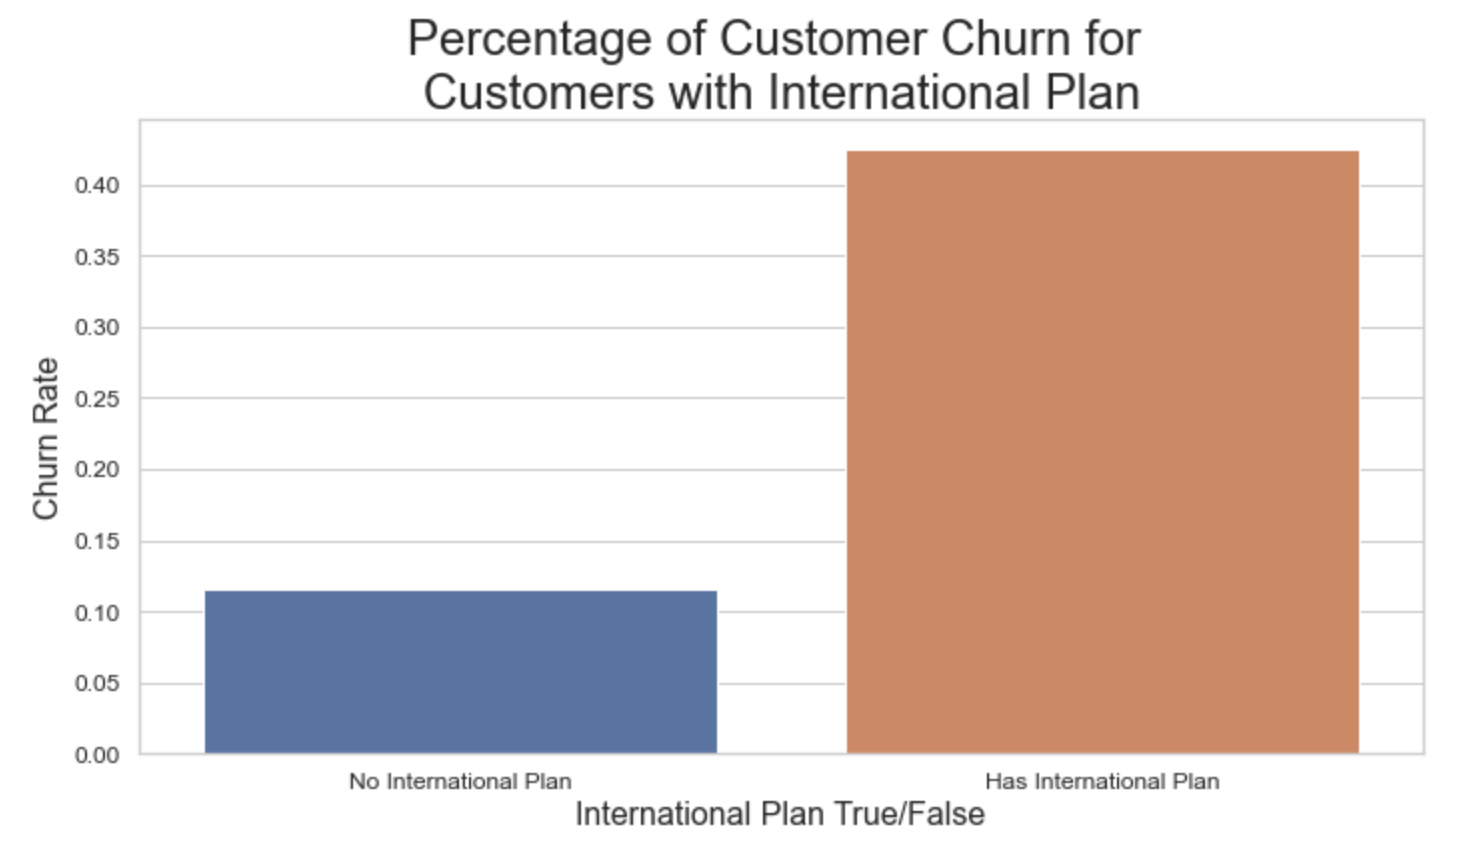 Percentage of Customer Churn for
Customers with International Plan
0.40
0.35
0.30
0.25
0.20
0.15
0.10
0.05
0.00
Churn Rate
No International Plan
Has International Plan
International Plan True/False